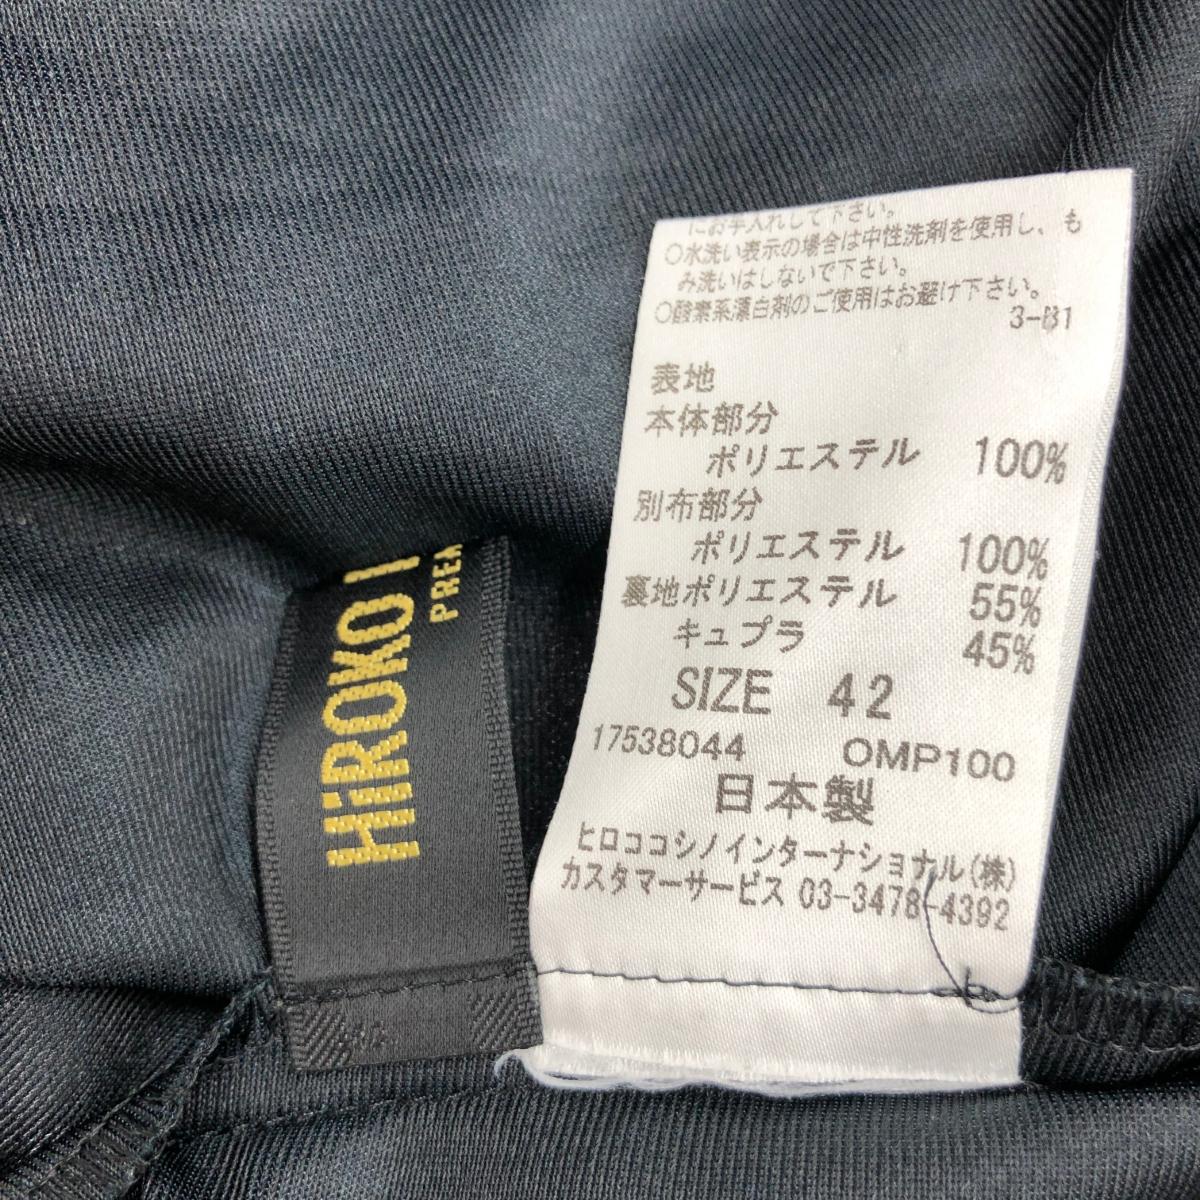 にお手入れして下さい。
○水洗い表示の場合は中性洗剤を使用し、も
み洗いはしないで下さい。
○酸素系漂白剤のご使用はお避け下さい。
3-B1
表地
本体部分
ポリエステル 100%
別布部分
ポリエステル 100%
裏地ポリエステル 55%
キュプラ 45%
SIZE 42
17538044 OMP100
日本製
ヒロココシノインターナショナル(株)
カスタマーサービス 03-3478-4392
HiROKO